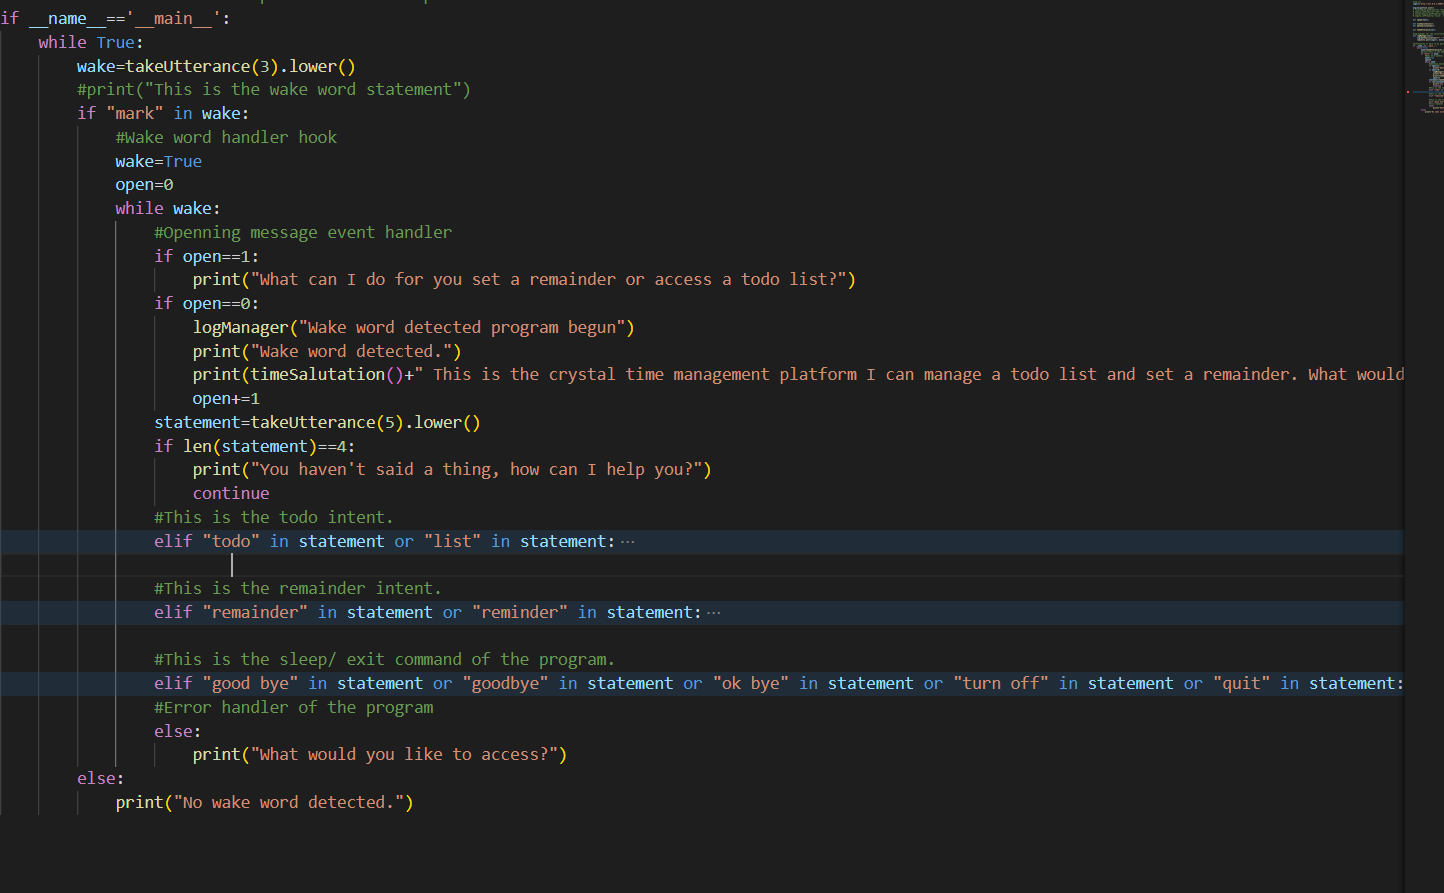 if __name__=='__main__':
    while True:
        wake=takeUtterance(3).lower()
        #print("This is the wake word statement")
        if "mark" in wake:
            #Wake word handler hook
            wake=True
            open=0
            while wake:
                #Openning message event handler
                if open==1:
                    print("What can I do for you set a remainder or access a todo list?")
                if open==0:
                    logManager("Wake word detected program begun")
                    print("Wake word detected.")
                    print(timeSalutation()+" This is the crystal time management platform I can manage a todo list and set a remainder. What would
                    open+=1
                statement=takeUtterance(5).lower()
                if len(statement)==4:
                    print("You haven't said a thing, how can I help you?")
                    continue
                #This is the todo intent.
                elif "todo" in statement or "list" in statement:···
                #This is the remainder intent.
                elif "remainder" in statement or "reminder" in statement:···
                #This is the sleep/ exit command of the program.
                elif "good bye" in statement or "goodbye" in statement or "ok bye" in statement or "turn off" in statement or "quit" in statement:
                #Error handler of the program
                else:
                    print("What would you like to access?")
        else:
            print("No wake word detected.")